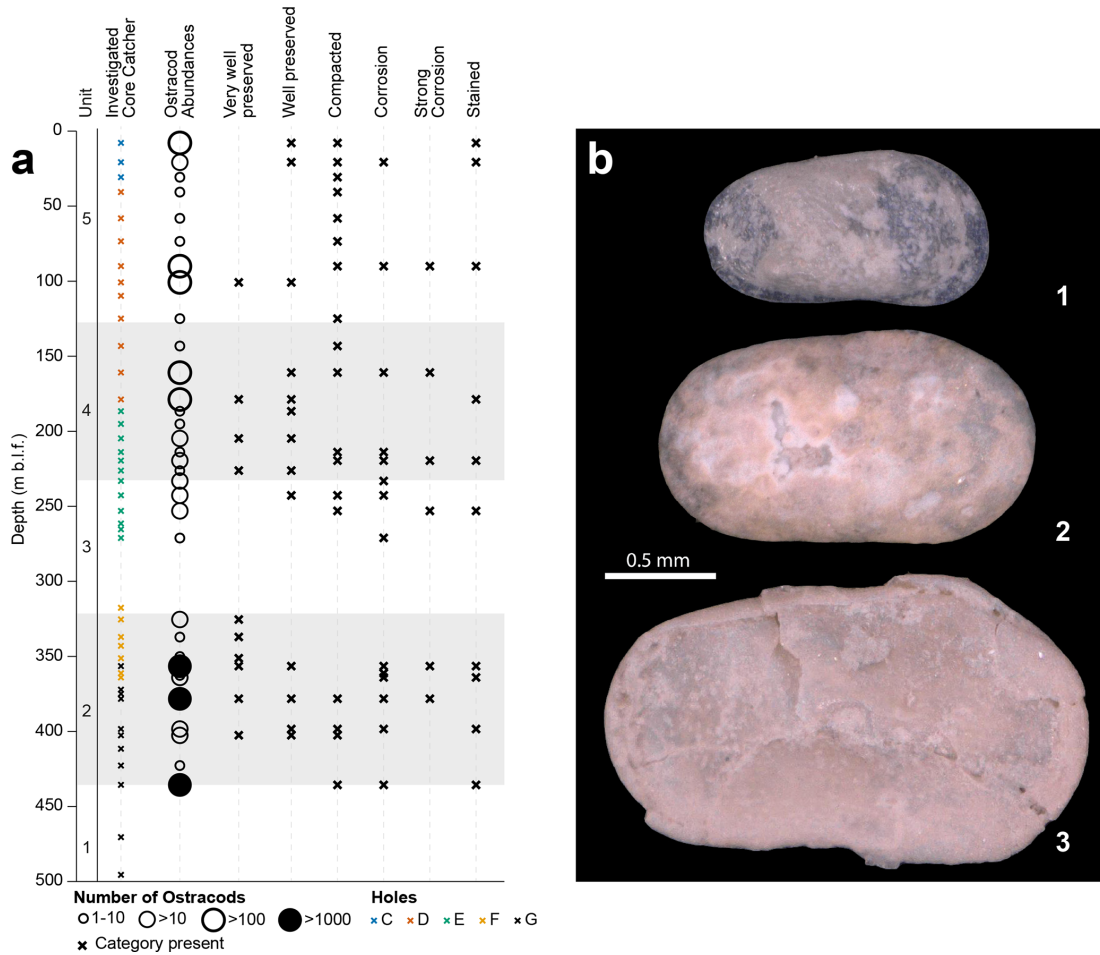 a
Unit
Investigated
Core Catcher
Ostracod
Abundances
Very well
preserved
Well preserved
Compacted
Corrosion
Strong
Corrosion
Stained
Depth (m b.l.f.)
0
50
100
150
200
250
300
350
400
450
500
5
4
3
2
1
Number of Ostracods
1-10 >10 >100 >1000
Category present
Holes
C D E F G
b
1
2
0.5 mm
3